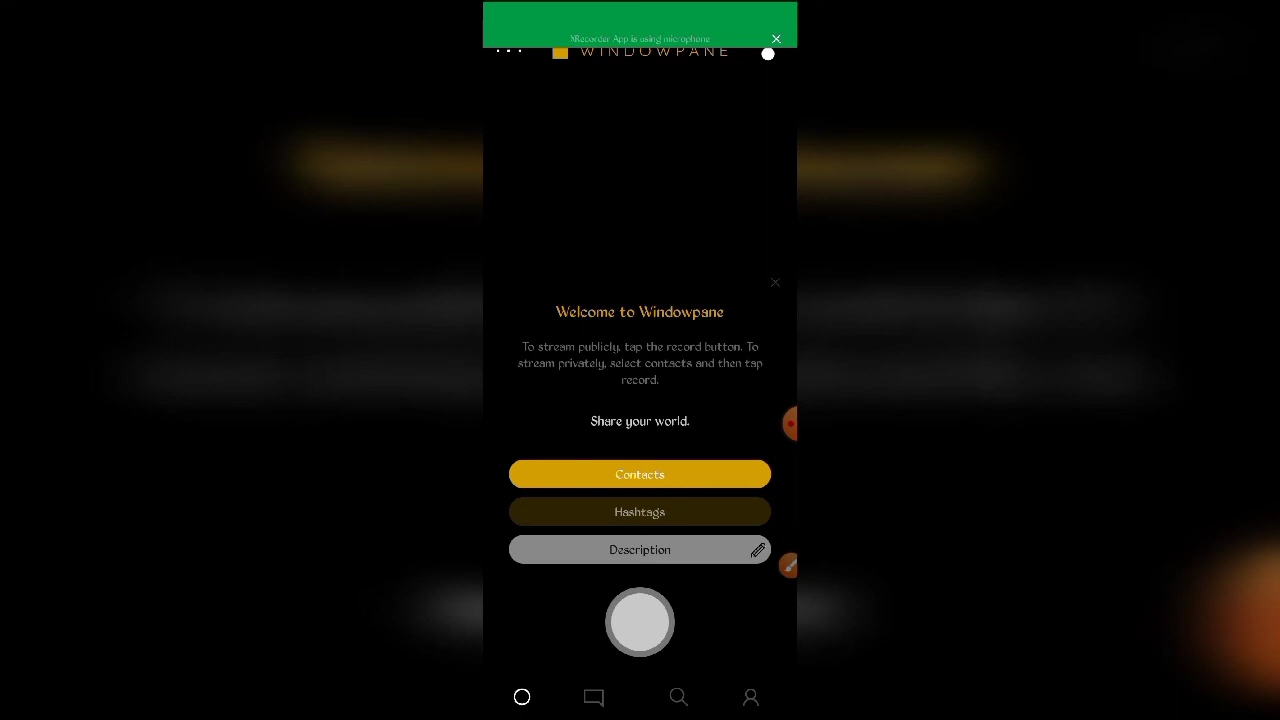 XRecorder App is using microphone
WINDOWPANE
Welcome to Windowpane
To stream publicly, tap the record button. To
stream privately, select contacts and then tap
record.
Share your world.
Contacts
Hashtags
Description